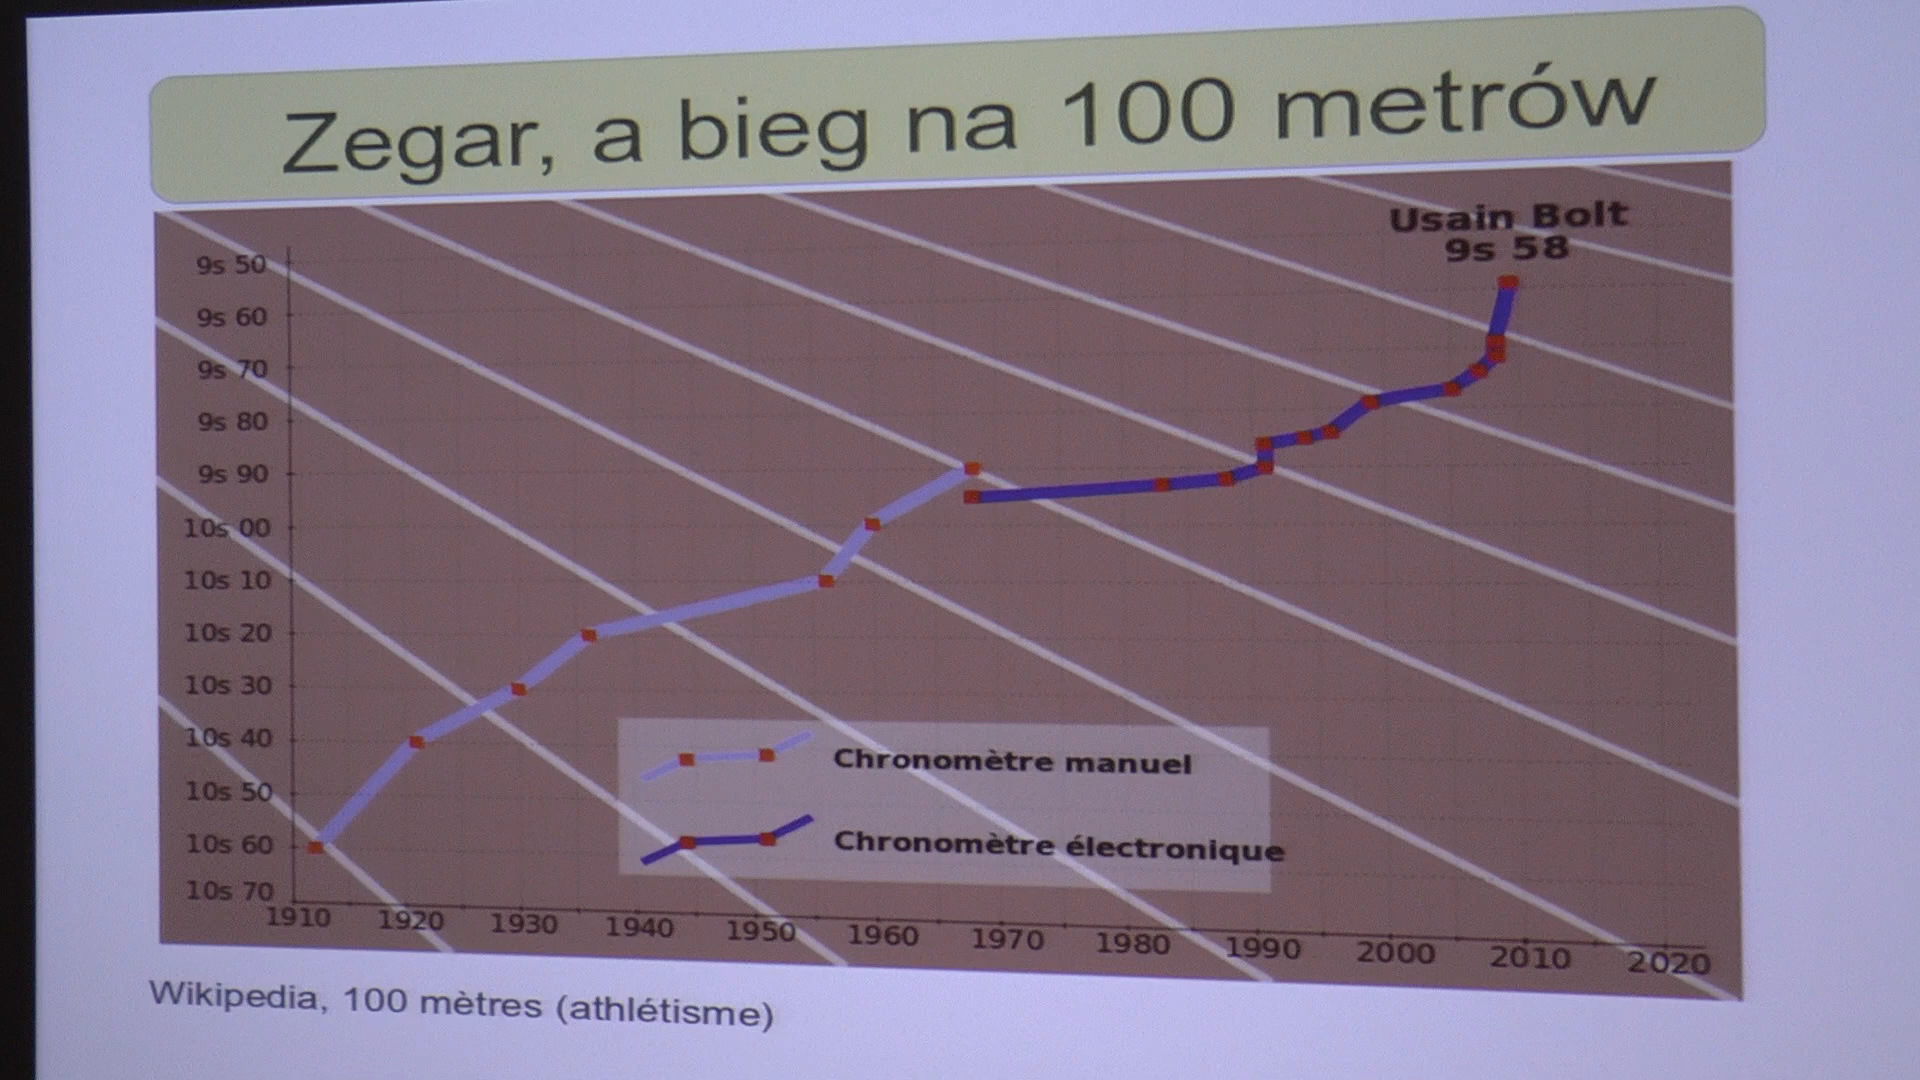 Zegar, a bieg na 100 metrów
Usain Bolt
9s 58
9s 50
9s 60
9s 70
9s 80
9s 90
10s 00
10s 10
10s 20
10s 30
10s 40
10s 50
10s 60
10s 70
Chronomètre manuel
Chronomètre électronique
1910 1920 1930 1940 1950 1960 1970 1980 1990 2000 2010 2020
Wikipedia, 100 mètres (athlétisme)